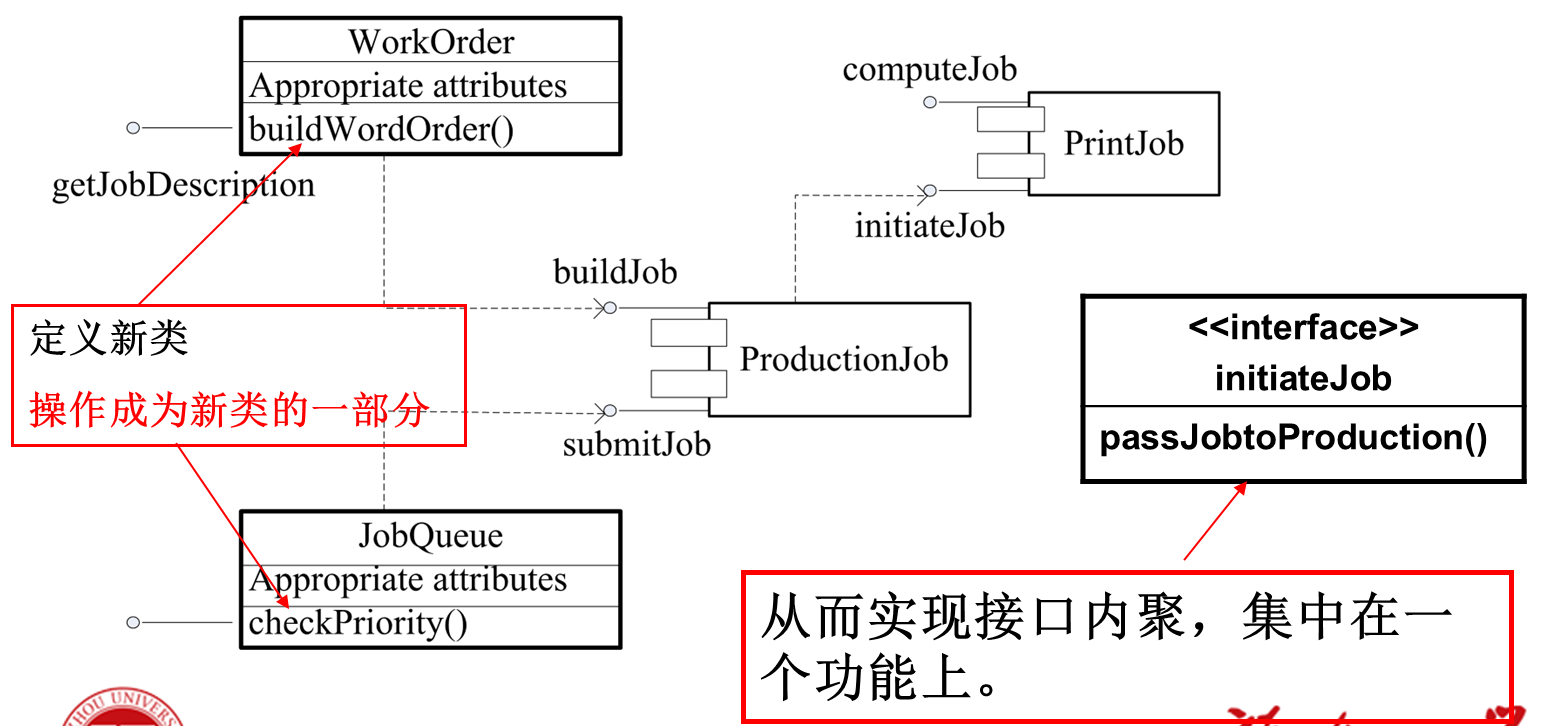 WorkOrder
Appropriate attributes
buildWordOrder()
getJobDescription
computeJob
PrintJob
initiateJob
buildJob
ProductionJob
submitJob
定义新类
操作成为新类的一部分
<<interface>>
initiateJob
passJobtoProduction()
JobQueue
Appropriate attributes
checkPriority()
从而实现接口内聚，集中在一
个功能上。